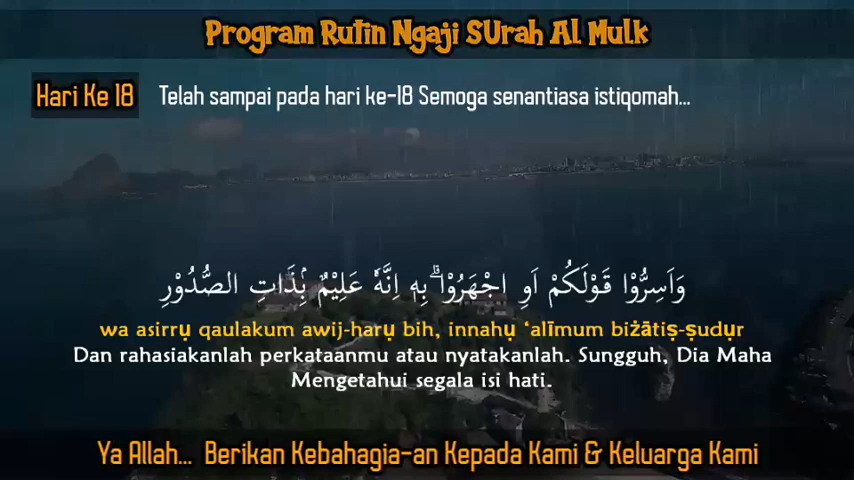 Program Rutin Ngaji SUrah Al Mulk
Hari Ke 18
Telah sampai pada hari ke-18 Semoga senantiasa istiqomah...
وَاَسِرُّوْا قَوْلَكُمْ اَوِ اجْهَرُوْا بِهٖۗ اِنَّهٗ عَلِيْمٌ ۢبِذَاتِ الصُّدُوْرِ
wa asirrụ qaulakum awij-harụ bih, innahụ ‘alīmum biżātiṣ-ṣudụr
Dan rahasiakanlah perkataanmu atau nyatakanlah. Sungguh, Dia Maha
Mengetahui segala isi hati.
Ya Allah... Berikan Kebahagia-an Kepada Kami & Keluarga Kami